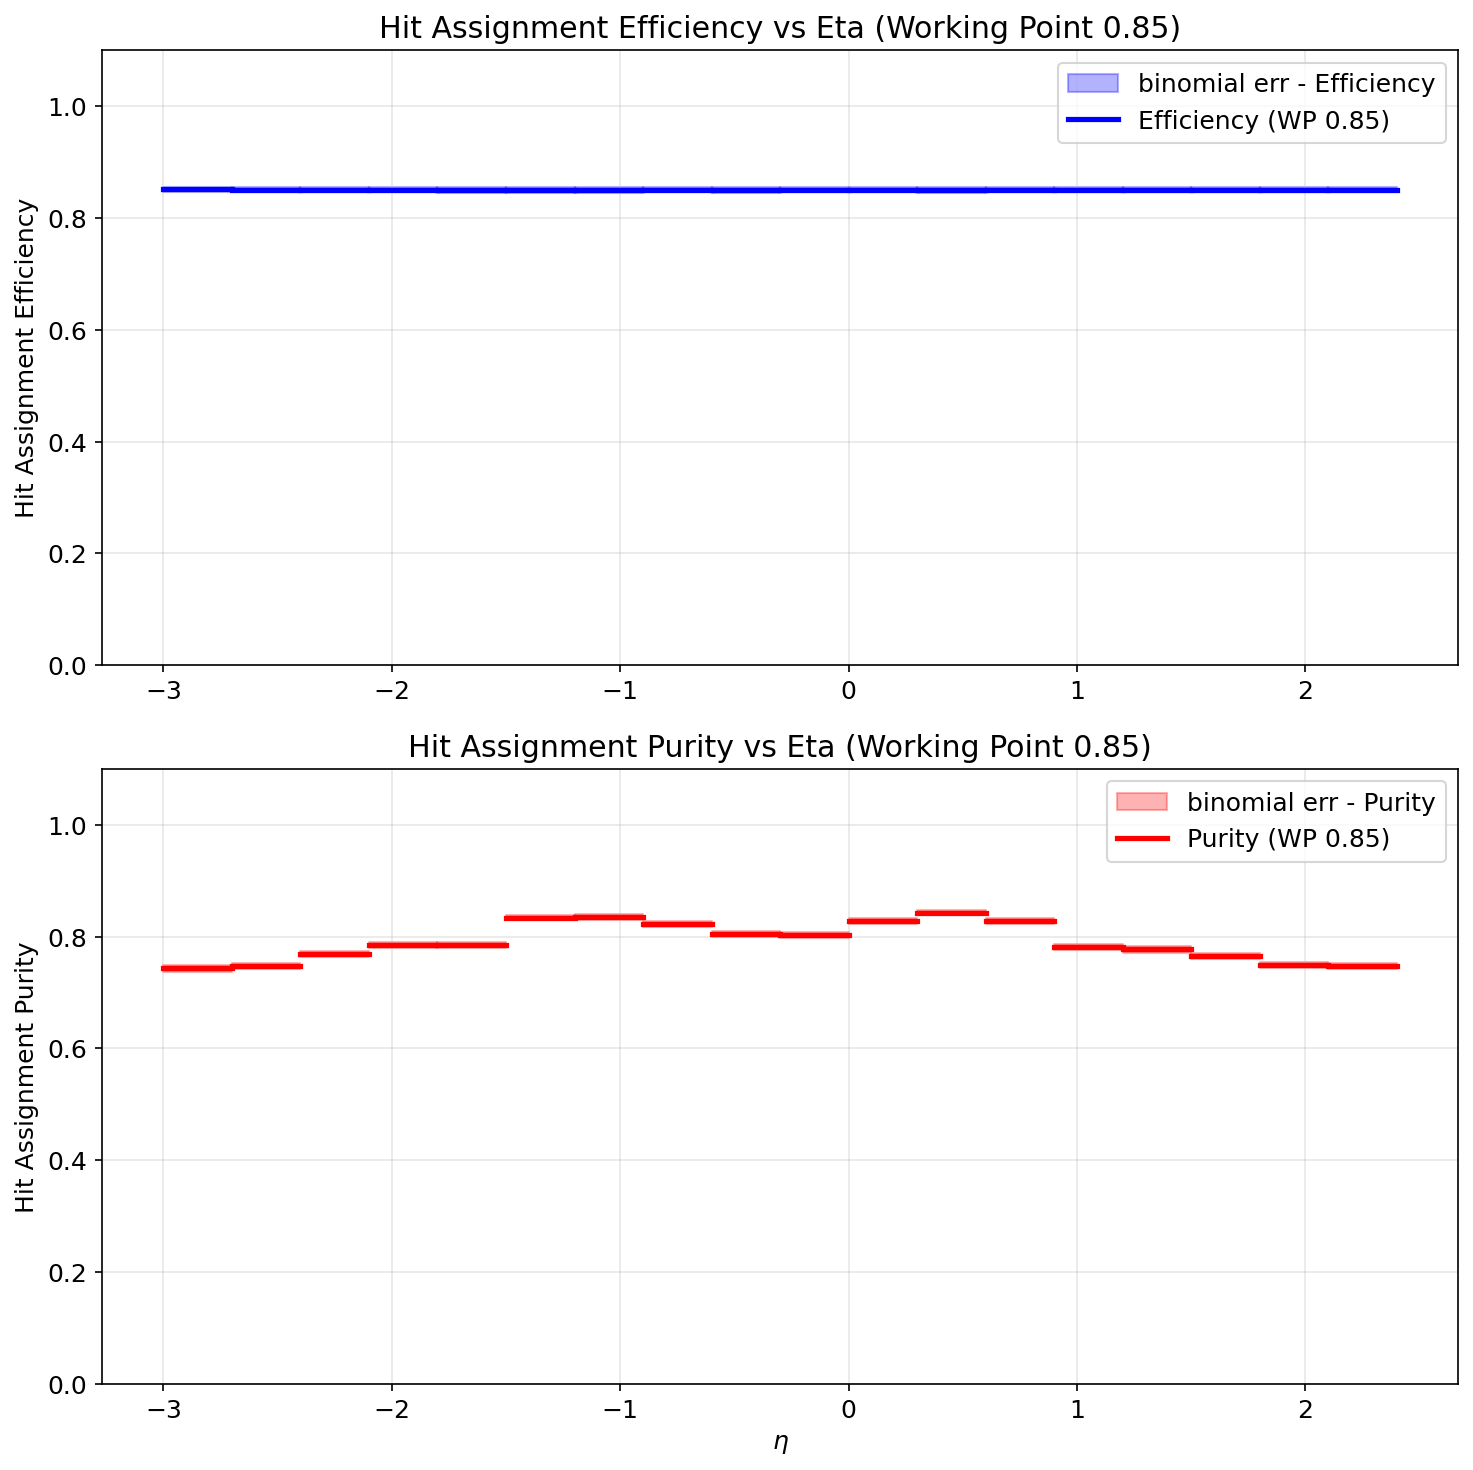 Hit Assignment Efficiency vs Eta (Working Point 0.85)
Hit Assignment Efficiency
1.0
0.8
0.6
0.4
0.2
0.0
binomial err - Efficiency
Efficiency (WP 0.85)
−3
−2
−1
0
1
2
Hit Assignment Purity vs Eta (Working Point 0.85)
Hit Assignment Purity
1.0
0.8
0.6
0.4
0.2
0.0
binomial err - Purity
Purity (WP 0.85)
−3
−2
−1
0
1
2
η